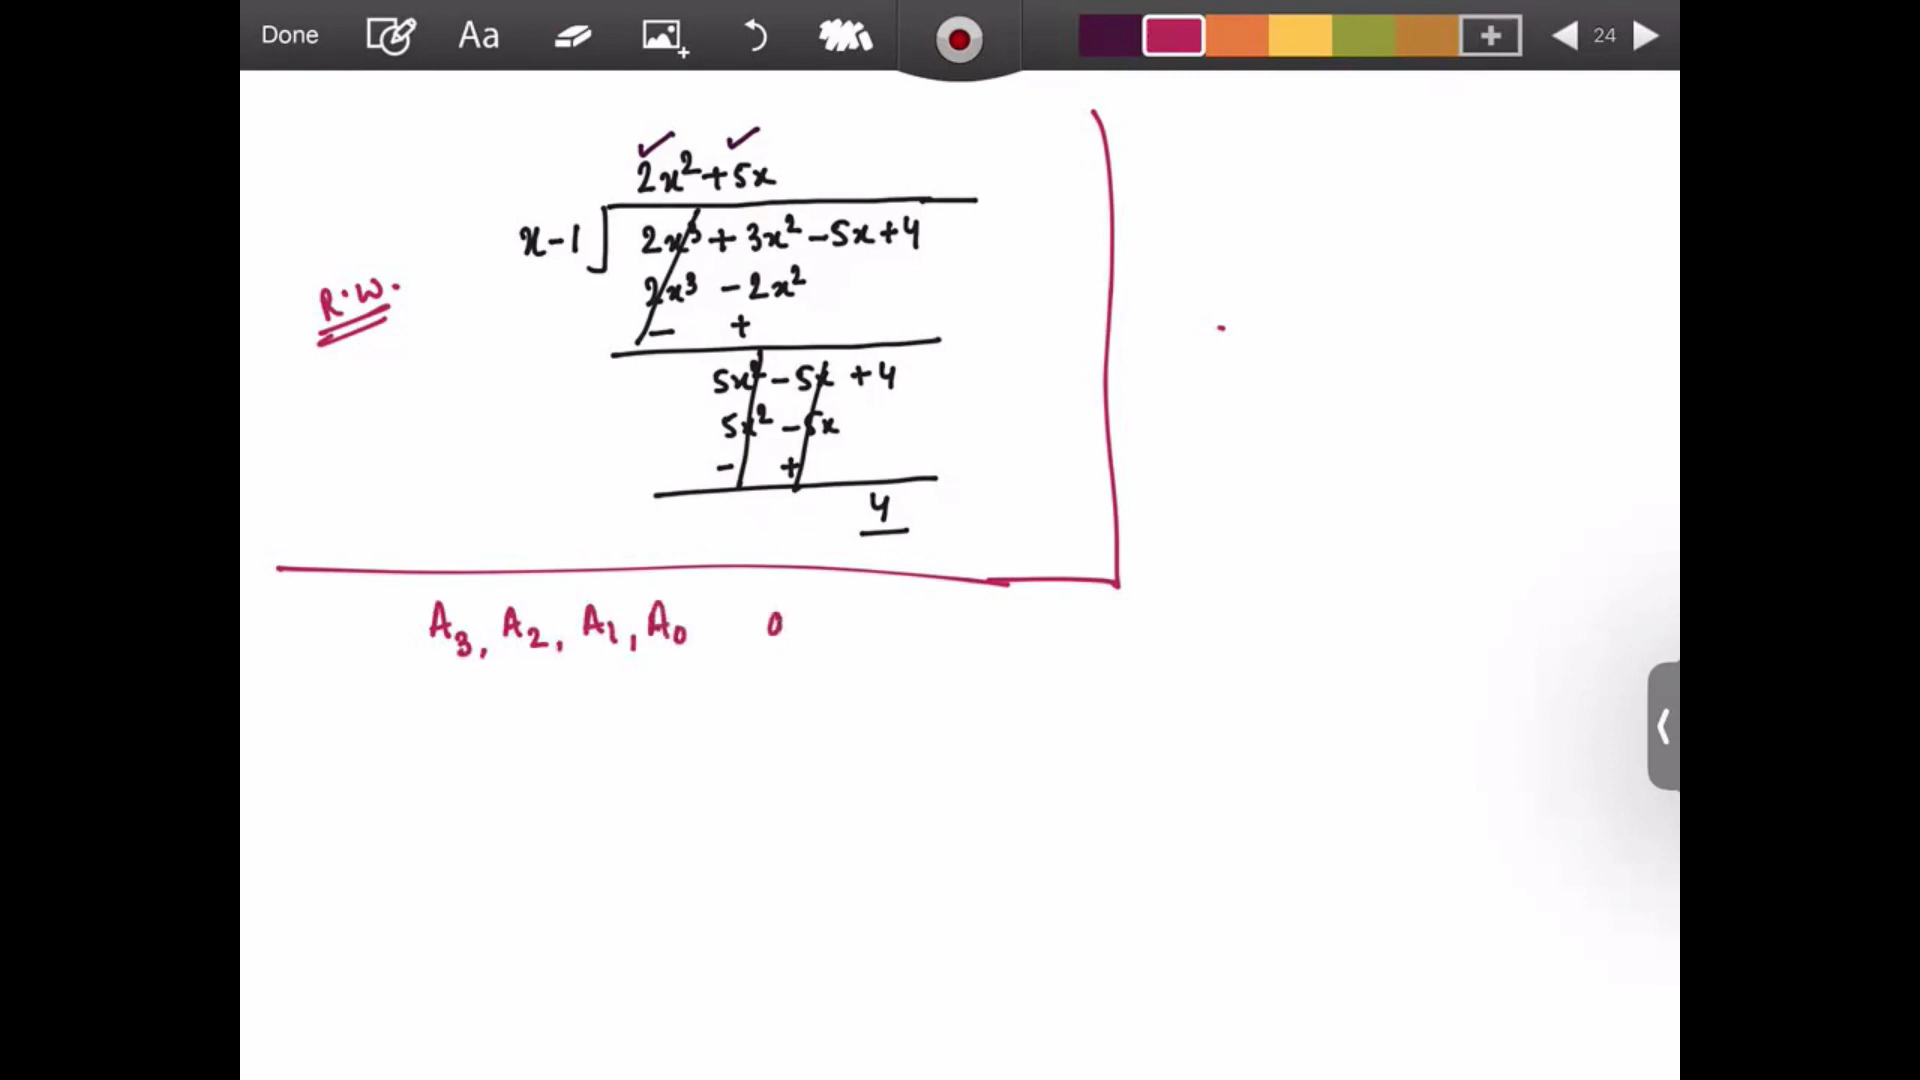 Done Aa 24
2x² + 5x
x - 1 2x³ + 3x² - 5x + 4
2x³ - 2x²
R.W.
- +
5x² - 5x + 4
5x² - 5x
- +
4
A₃, A₂, A₁, A₀ 0